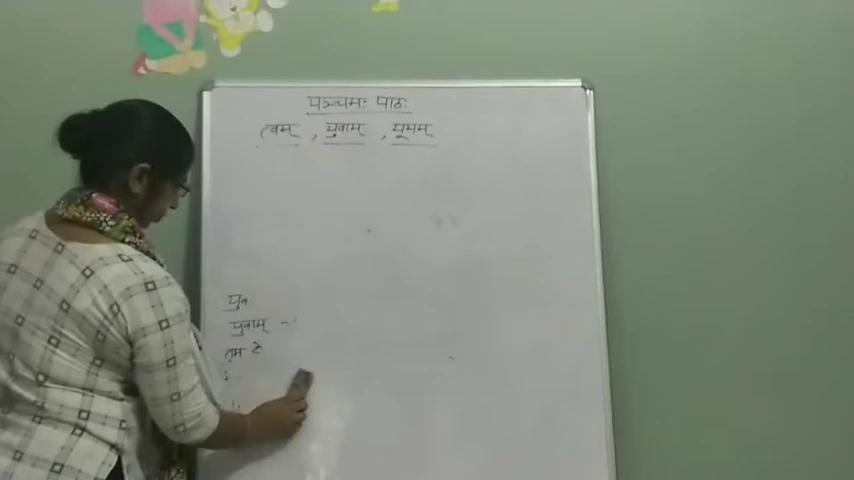 पञ्चमः पाठः
त्वम् , युवाम् , यूयम्
युव
युवाम् -
तुम